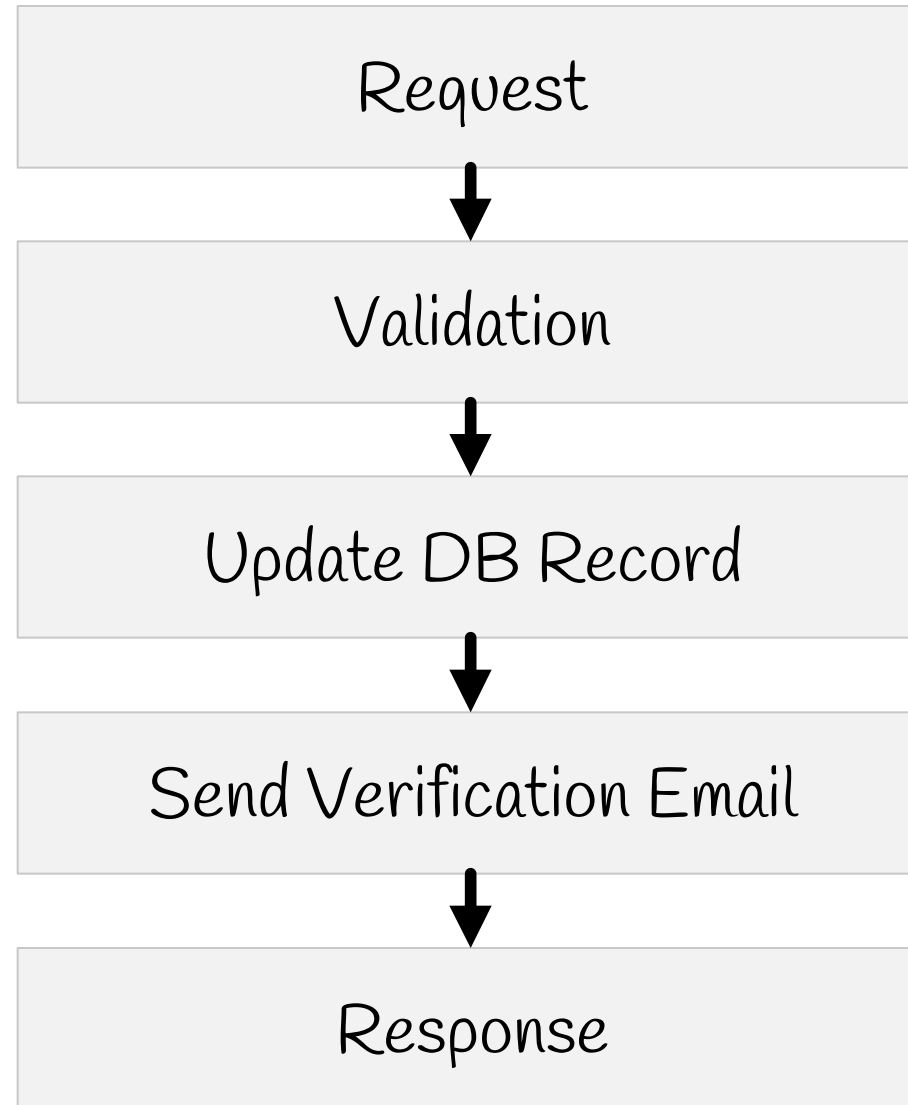 Request
Validation
Update DB Record
Send Verification Email
Response